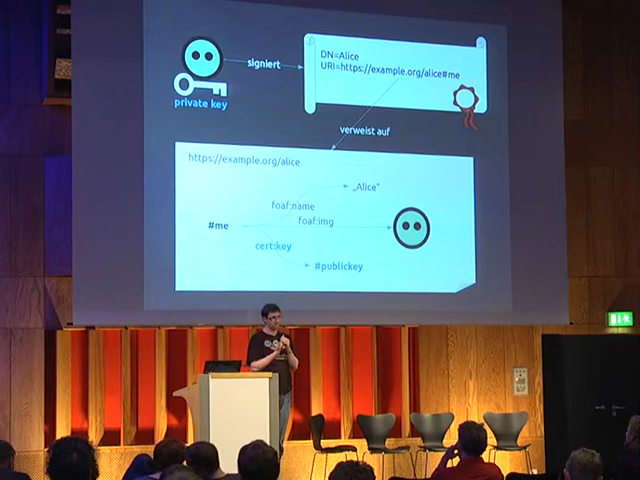 signiert
private key
DN=Alice
URI=https://example.org/alice#me
verweist auf
https://example.org/alice
„Alice“
foaf:name
foaf:img
#me
cert:key
#publickey